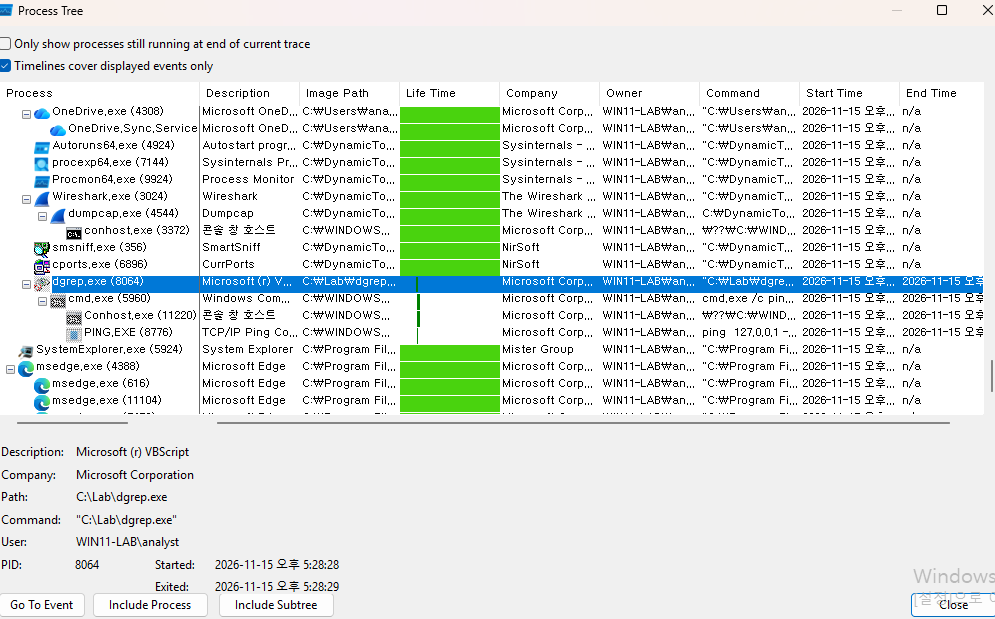 Process Tree
Only show processes still running at end of current trace
Timelines cover displayed events only
Process Description Image Path Life Time Company Owner Command Start Time End Time
OneDrive.exe (4308) Microsoft OneD... C:₩Users₩ana... Microsoft Corp... WIN11-LAB₩an... "C:₩Users₩an... 2026-11-15 오후... n/a
OneDrive.Sync.Service Microsoft OneD... C:₩Users₩ana... Microsoft Corp... WIN11-LAB₩an... "C:₩Users₩an... 2026-11-15 오후... n/a
Autoruns64.exe (4924) Autostart progr... C:₩DynamicTo... Sysinternals - ... WIN11-LAB₩an... "C:₩DynamicT... 2026-11-15 오후... n/a
procexp64.exe (7144) Sysinternals Pr... C:₩DynamicTo... Sysinternals - ... WIN11-LAB₩an... "C:₩DynamicT... 2026-11-15 오후... n/a
Procmon64.exe (9924) Process Monitor C:₩DynamicTo... Sysinternals - ... WIN11-LAB₩an... "C:₩DynamicT... 2026-11-15 오후... n/a
Wireshark.exe (3024) Wireshark C:₩DynamicTo... The Wireshark ... WIN11-LAB₩an... "C:₩DynamicT... 2026-11-15 오후... n/a
dumpcap.exe (4544) Dumpcap C:₩DynamicTo... The Wireshark ... WIN11-LAB₩an... C:₩DynamicTo... 2026-11-15 오후... n/a
conhost.exe (3372) 콘솔 창 호스트 C:₩WINDOWS... Microsoft Corp... WIN11-LAB₩an... ₩??₩C:₩WIND... 2026-11-15 오후... n/a
smsniff.exe (356) SmartSniff C:₩DynamicTo... NirSoft WIN11-LAB₩an... "C:₩DynamicT... 2026-11-15 오후... n/a
cports.exe (6896) CurrPorts C:₩DynamicTo... NirSoft WIN11-LAB₩an... "C:₩DynamicT... 2026-11-15 오후... n/a
dgrep.exe (8064) Microsoft (r) V... C:₩Lab₩dgrep... Microsoft Corp... WIN11-LAB₩an... "C:₩Lab₩dgre... 2026-11-15 오후... 2026-11-15 오후
cmd.exe (5960) Windows Com... C:₩WINDOWS... Microsoft Corp... WIN11-LAB₩an... cmd.exe /c pin... 2026-11-15 오후... 2026-11-15 오후
Conhost.exe (11220) 콘솔 창 호스트 C:₩WINDOWS... Microsoft Corp... WIN11-LAB₩an... ₩??₩C:₩WIND... 2026-11-15 오후... 2026-11-15 오후
PING.EXE (8776) TCP/IP Ping Co... C:₩WINDOWS... Microsoft Corp... WIN11-LAB₩an... ping 127.0.0.1 -... 2026-11-15 오후... 2026-11-15 오후
SystemExplorer.exe (5924) System Explorer C:₩Program Fil... Mister Group WIN11-LAB₩an... "C:₩Program Fi... 2026-11-15 오후... n/a
msedge.exe (4388) Microsoft Edge C:₩Program Fil... Microsoft Corp... WIN11-LAB₩an... "C:₩Program Fi... 2026-11-15 오후... n/a
msedge.exe (616) Microsoft Edge C:₩Program Fil... Microsoft Corp... WIN11-LAB₩an... "C:₩Program Fi... 2026-11-15 오후... n/a
msedge.exe (11104) Microsoft Edge C:₩Program Fil... Microsoft Corp... WIN11-LAB₩an... "C:₩Program Fi... 2026-11-15 오후... n/a
Description: Microsoft (r) VBScript
Company: Microsoft Corporation
Path: C:\Lab\dgrep.exe
Command: "C:\Lab\dgrep.exe"
User: WIN11-LAB\analyst
PID: 8064 Started: 2026-11-15 오후 5:28:28
Exited: 2026-11-15 오후 5:28:29
Windows
[설정]으로
Go To Event Include Process Include Subtree Close